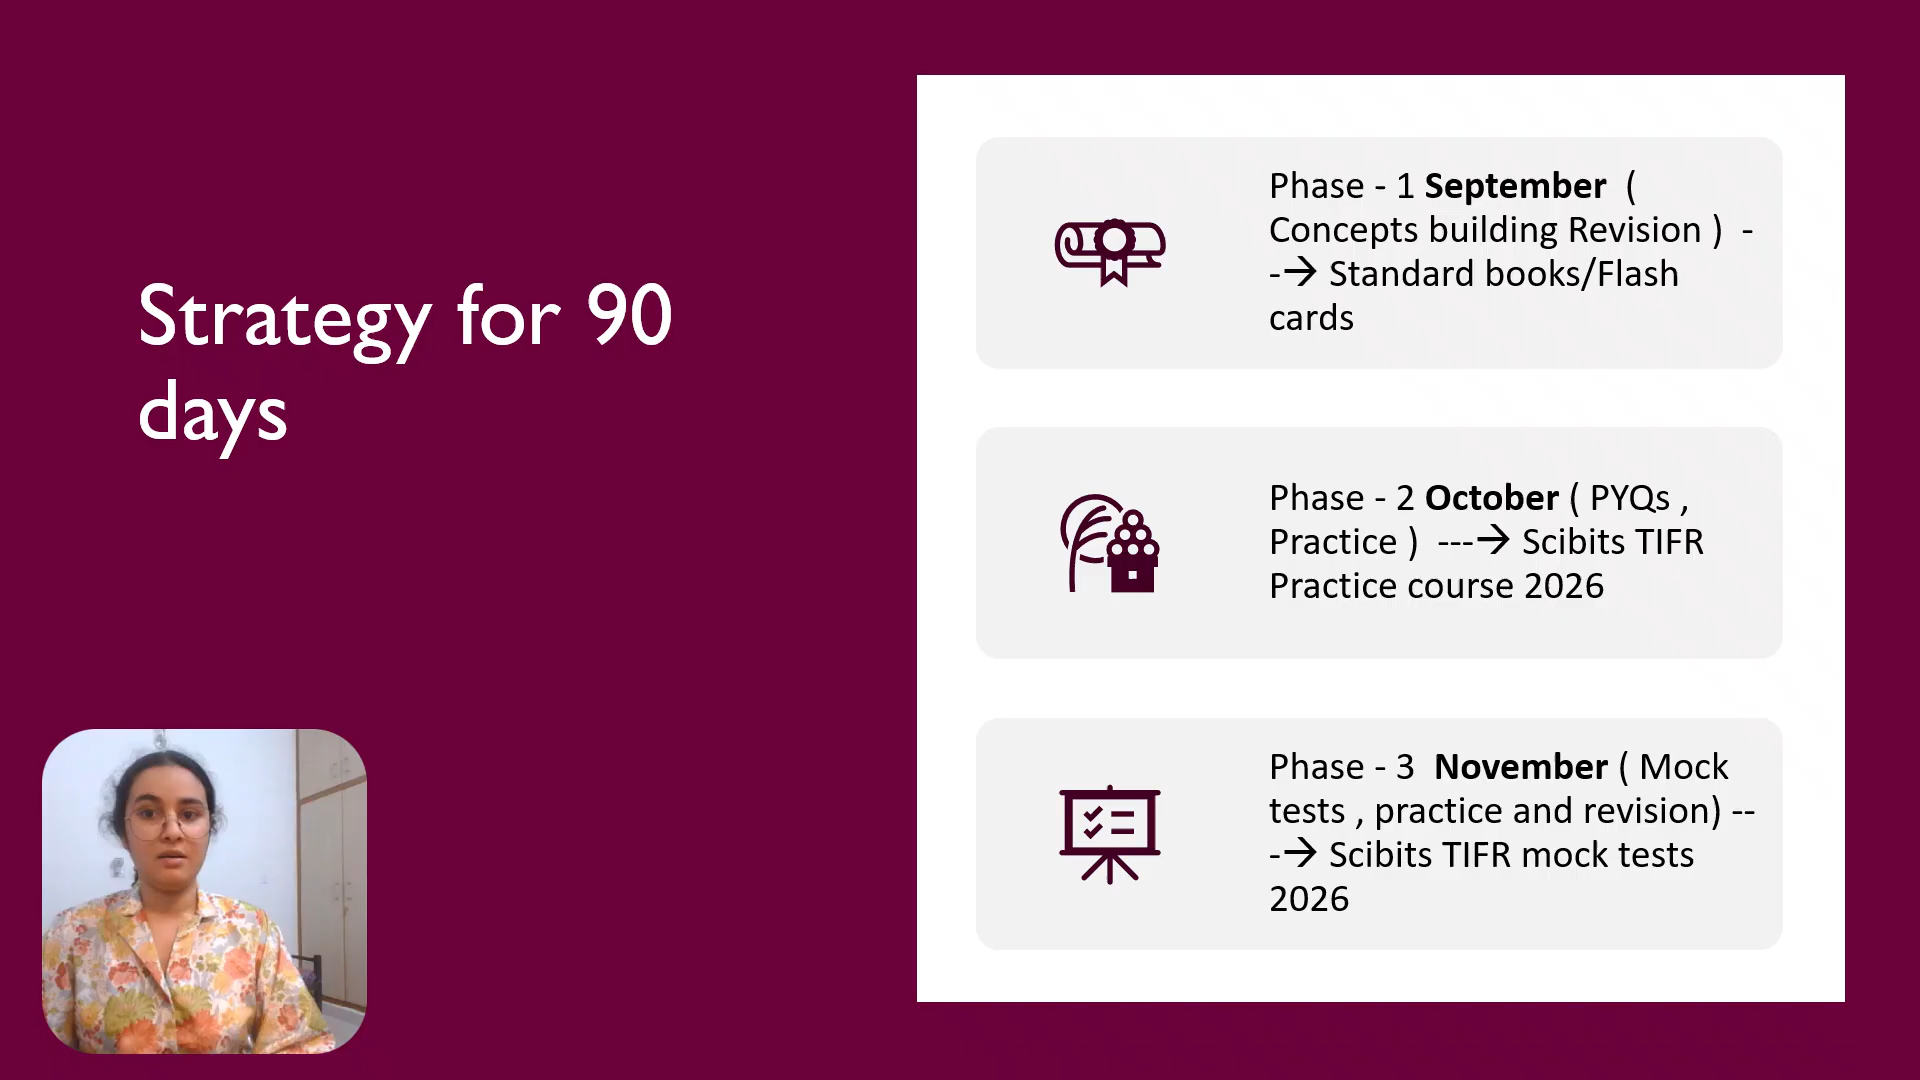 Strategy for 90
days
Phase - 1 September  (
Concepts building Revision )  -
-→ Standard books/Flash
cards
Phase - 2 October ( PYQs ,
Practice )  ---→ Scibits TIFR
Practice course 2026
Phase - 3  November ( Mock
tests , practice and revision) --
-→ Scibits TIFR mock tests
2026